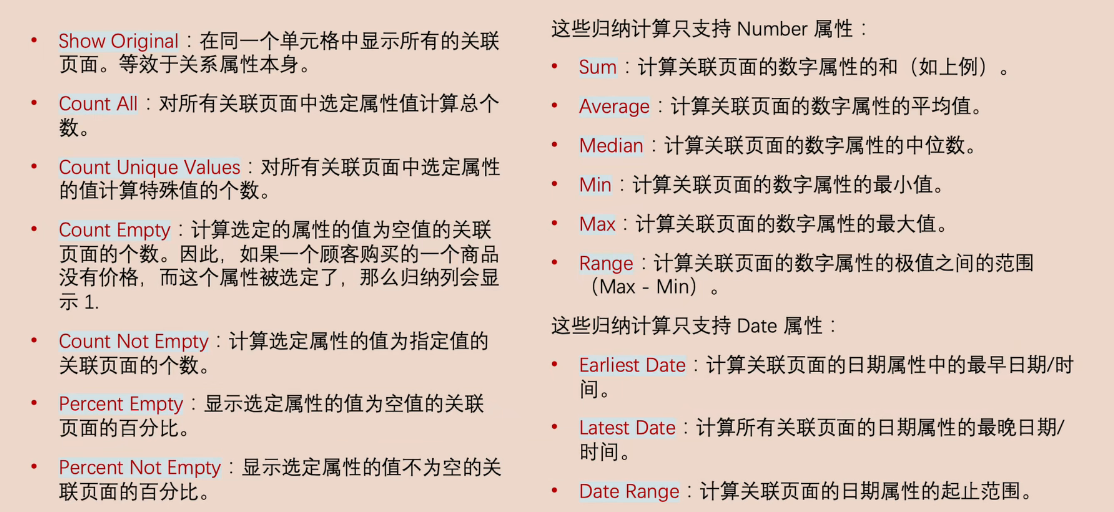 • Show Original：在同一个单元格中显示所有的关联
页面。等效于关系属性本身。
• Count All：对所有关联页面中选定属性值计算总个
数。
• Count Unique Values：对所有关联页面中选定属性
的值计算特殊值的个数。
• Count Empty：计算选定的属性的值为空值的关联
页面的个数。因此，如果一个顾客购买的一个商品
没有价格，而这个属性被选定了，那么归纳列会显
示 1.
• Count Not Empty：计算选定属性的值为指定值的
关联页面的个数。
• Percent Empty：显示选定属性的值为空值的关联
页面的百分比。
• Percent Not Empty：显示选定属性的值不为空的关
联页面的百分比。
这些归纳计算只支持 Number 属性：
• Sum：计算关联页面的数字属性的和（如上例）。
• Average：计算关联页面的数字属性的平均值。
• Median：计算关联页面的数字属性的中位数。
• Min：计算关联页面的数字属性的最小值。
• Max：计算关联页面的数字属性的最大值。
• Range：计算关联页面的数字属性的极值之间的范围
（Max - Min）。
这些归纳计算只支持 Date 属性：
• Earliest Date：计算关联页面的日期属性中的最早日期/时
间。
• Latest Date：计算所有关联页面的日期属性的最晚日期/
时间。
• Date Range：计算关联页面的日期属性的起止范围。